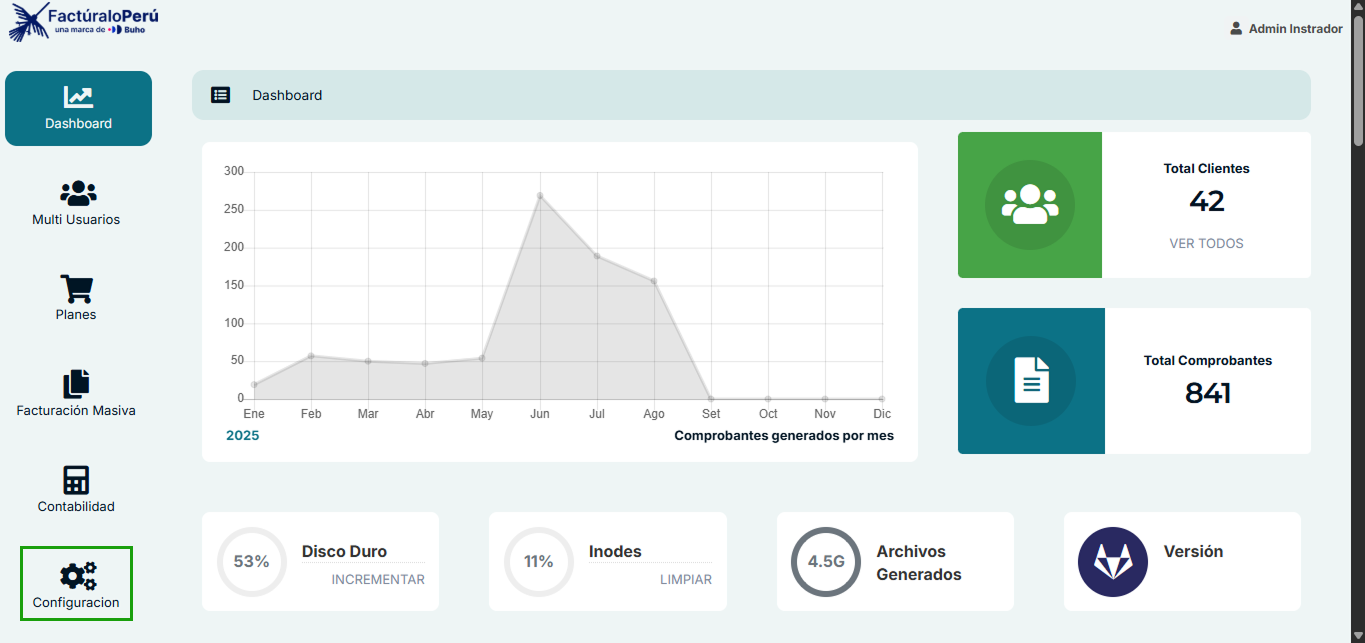 FactúraloPerú
una marca de Buho
Admin Instrador
Dashboard
Multi Usuarios
Planes
Facturación Masiva
Contabilidad
Configuracion
Dashboard
300
250
200
150
100
50
0
Ene Feb Mar Abr May Jun Jul Ago Set Oct Nov Dic
2025 Comprobantes generados por mes
Total Clientes
42
VER TODOS
Total Comprobantes
841
53%
Disco Duro
INCREMENTAR
11%
Inodes
LIMPIAR
4.5G
Archivos
Generados
Versión